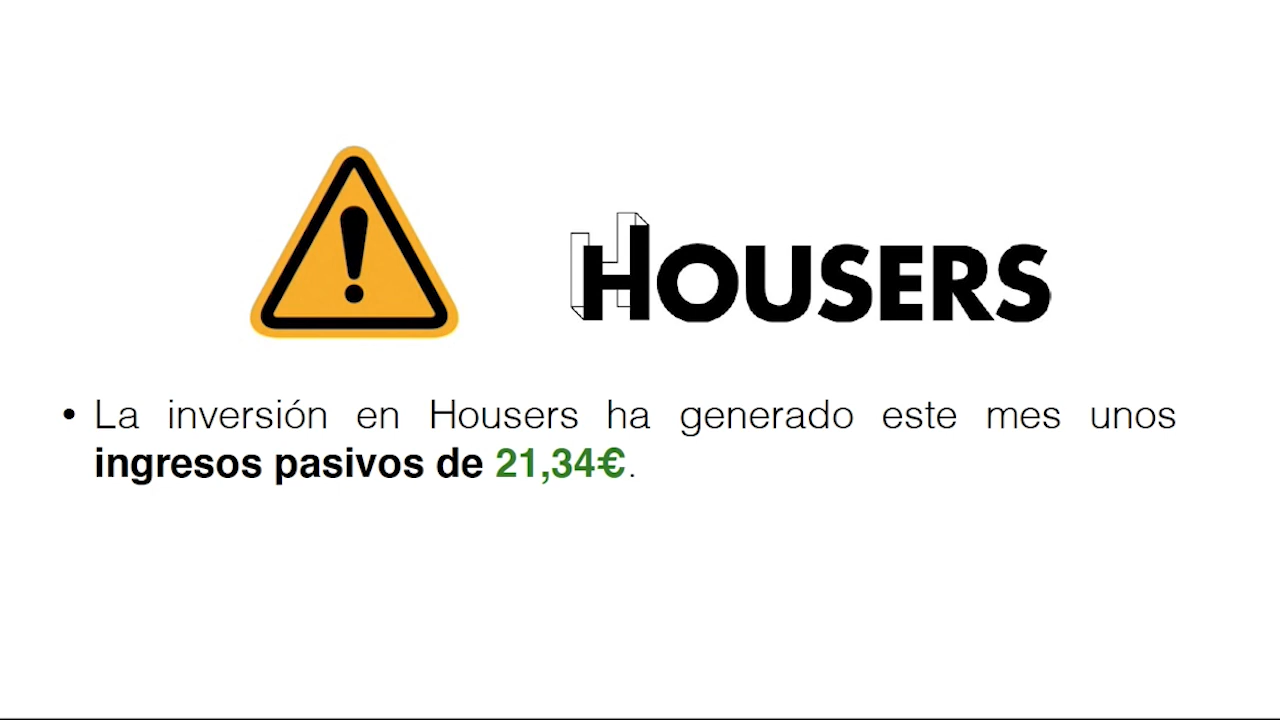 HOUSERS
• La inversión en Housers ha generado este mes unos
ingresos pasivos de 21,34€.